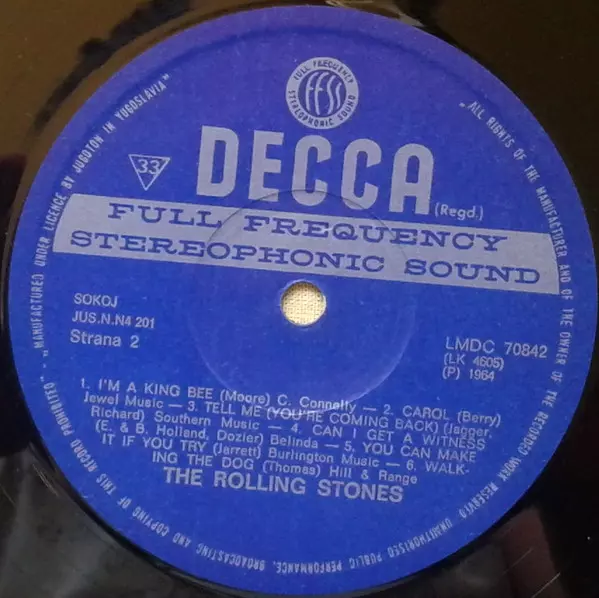 FULL FREQUENCY
ffss
STEREOPHONIC SOUND
DECCA
(Regd.)
33
FULL FREQUENCY
STEREOPHONIC SOUND
SOKOJ
JUS.N.N4 201
Strana 2
LMDC 70842
(LK 4605)
(P) 1964
1. I'M A KING BEE (Moore) C. Connelly - 2. CAROL (Berry)
Jewel Music - 3. TELL ME (YOU'RE COMING BACK) (Jagger,
Richard) Southern Music - 4. CAN I GET A WITNESS
(E. & B. Holland, Dozier) Belinda - 5. YOU CAN MAKE
IT IF YOU TRY (Jarrett) Burlington Music - 6. WALK-
ING THE DOG (Thomas) Hill & Range
THE ROLLING STONES
"MANUFACTURED UNDER LICENCE BY JUGOTON IN YUGOSLAVIA"
"ALL RIGHTS OF THE MANUFACTURER AND OF THE OWNER OF THE RECORDED WORK RESERVED. UNAUTHORISED PUBLIC PERFORMANCE, BROADCASTING AND COPYING OF THIS RECORD PROHIBITED"